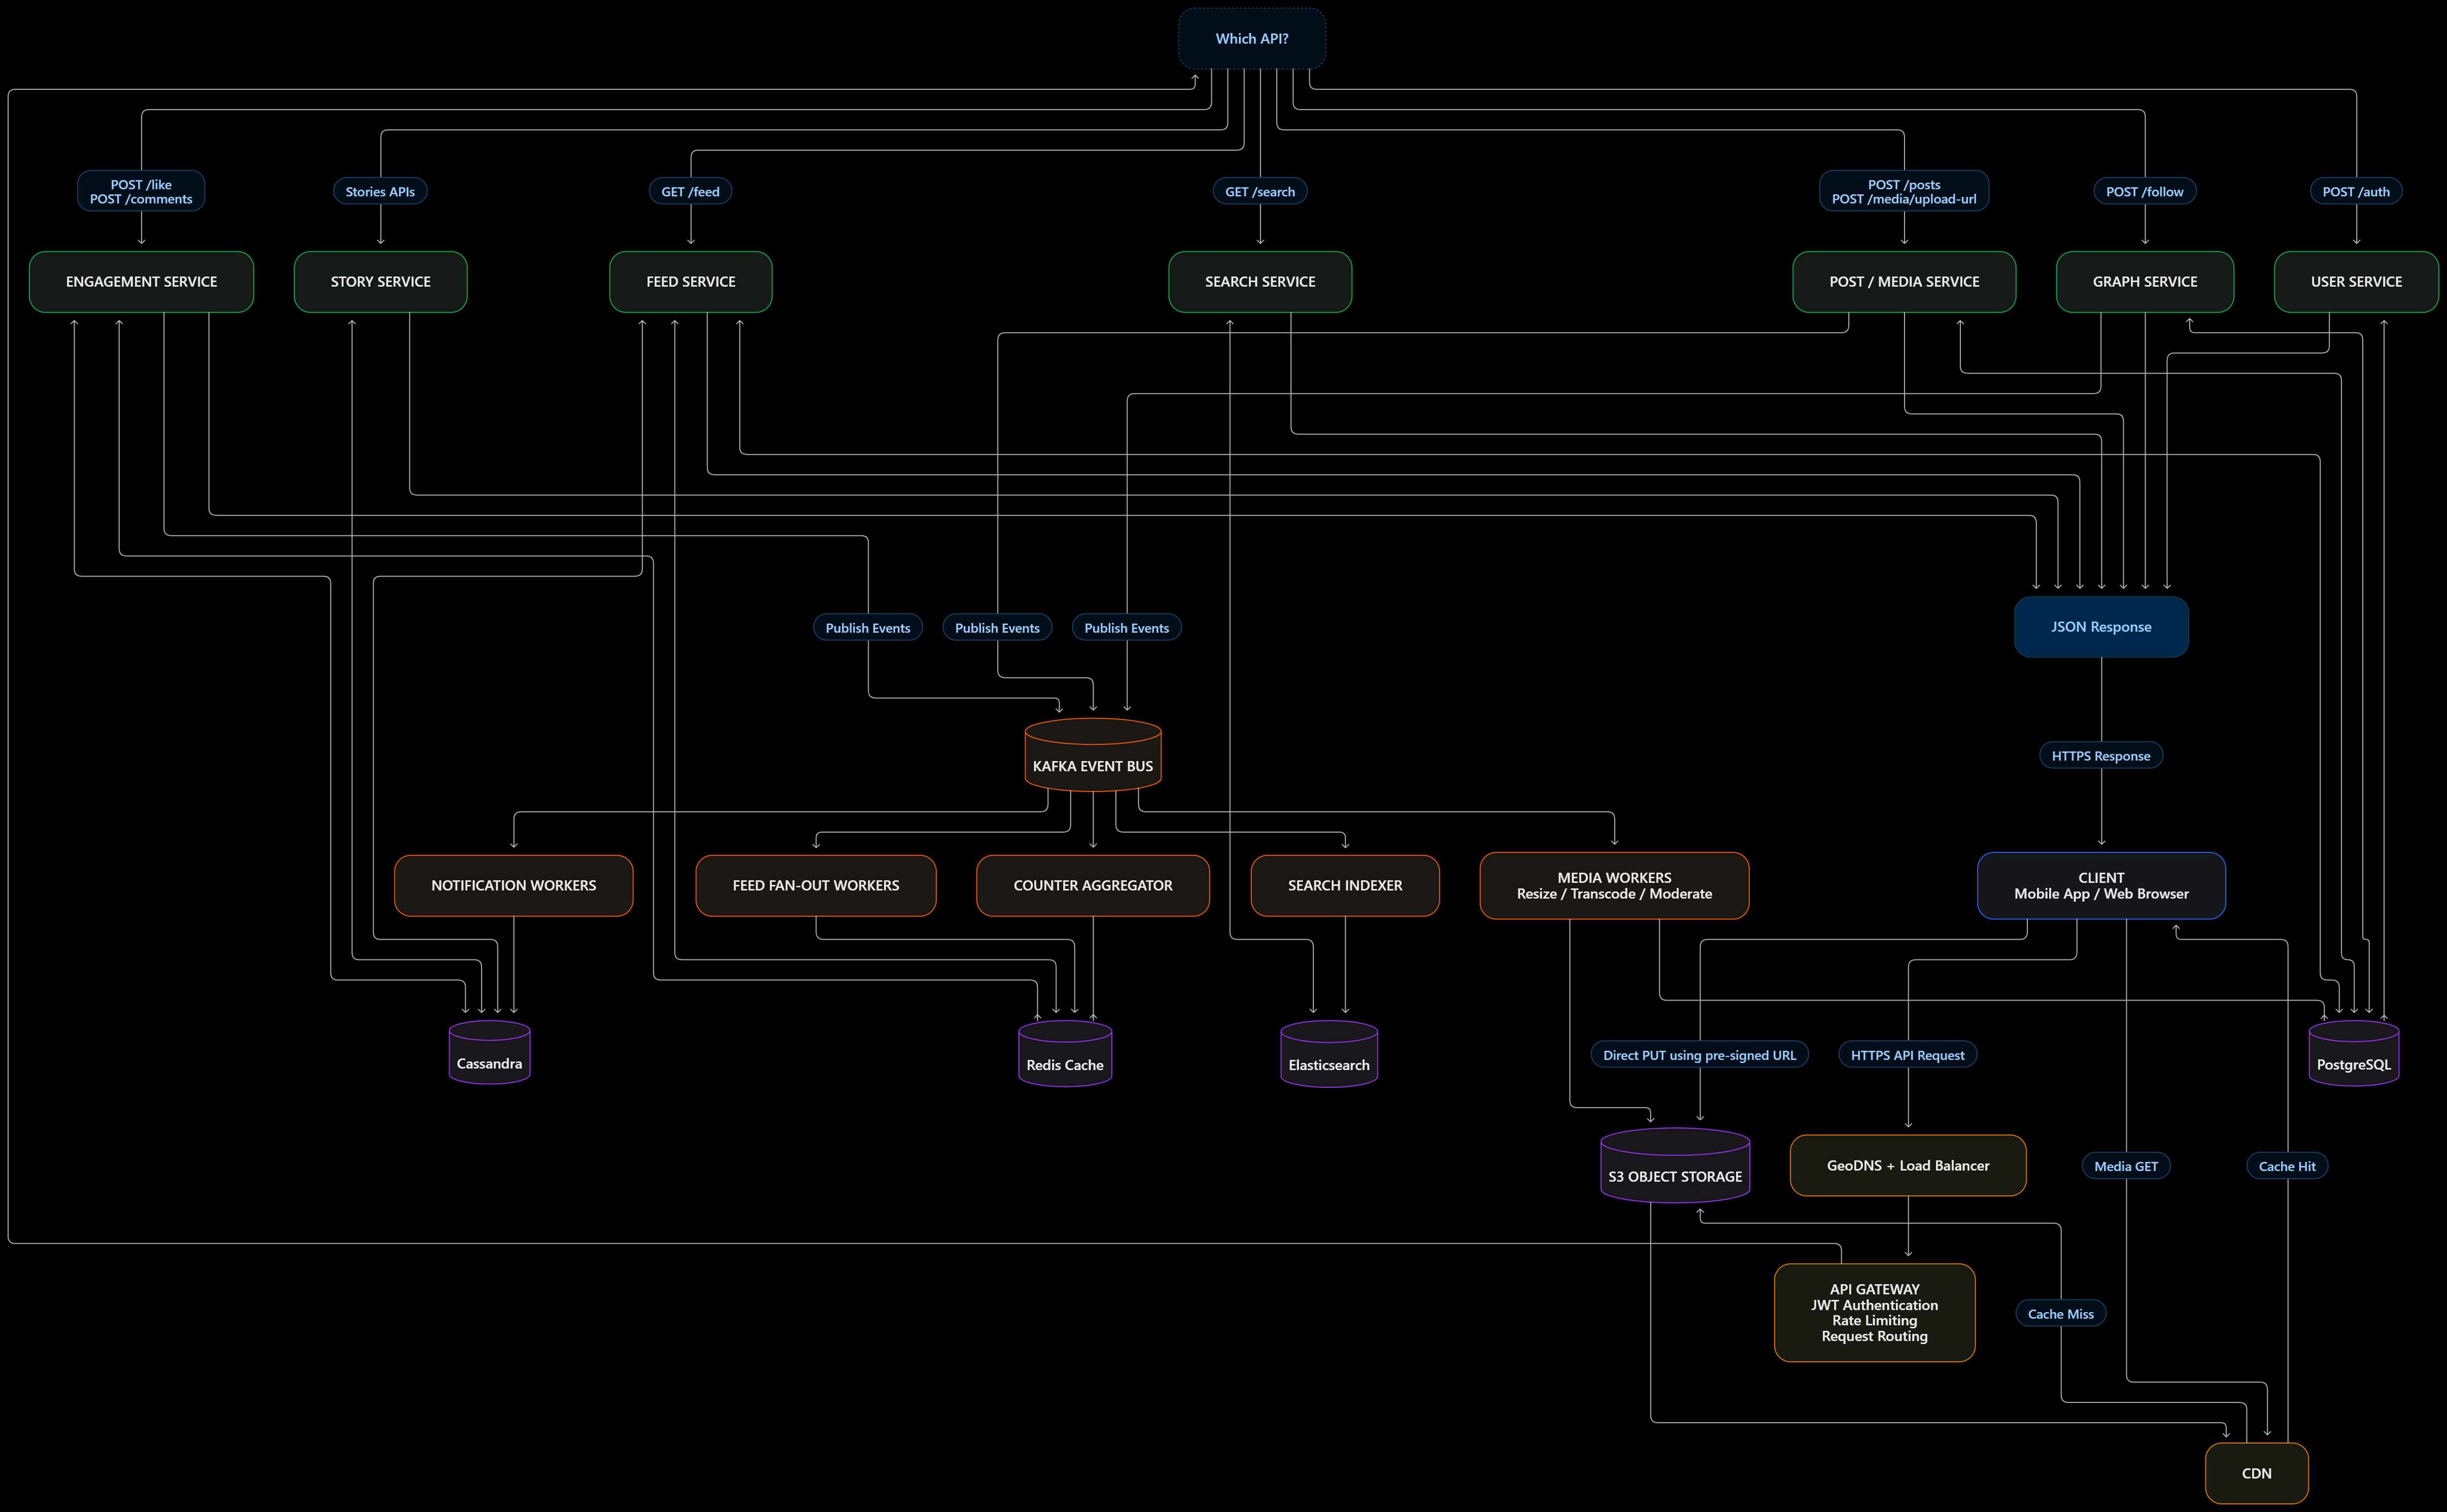 Which API?
POST /like
POST /comments
Stories APIs
GET /feed
GET /search
POST /posts
POST /media/upload-url
POST /follow
POST /auth
ENGAGEMENT SERVICE
STORY SERVICE
FEED SERVICE
SEARCH SERVICE
POST / MEDIA SERVICE
GRAPH SERVICE
USER SERVICE
Publish Events
Publish Events
Publish Events
JSON Response
KAFKA EVENT BUS
HTTPS Response
NOTIFICATION WORKERS
FEED FAN-OUT WORKERS
COUNTER AGGREGATOR
SEARCH INDEXER
MEDIA WORKERS
Resize / Transcode / Moderate
CLIENT
Mobile App / Web Browser
Cassandra
Redis Cache
Elasticsearch
Direct PUT using pre-signed URL
HTTPS API Request
PostgreSQL
S3 OBJECT STORAGE
GeoDNS + Load Balancer
Media GET
Cache Hit
API GATEWAY
JWT Authentication
Rate Limiting
Request Routing
Cache Miss
CDN